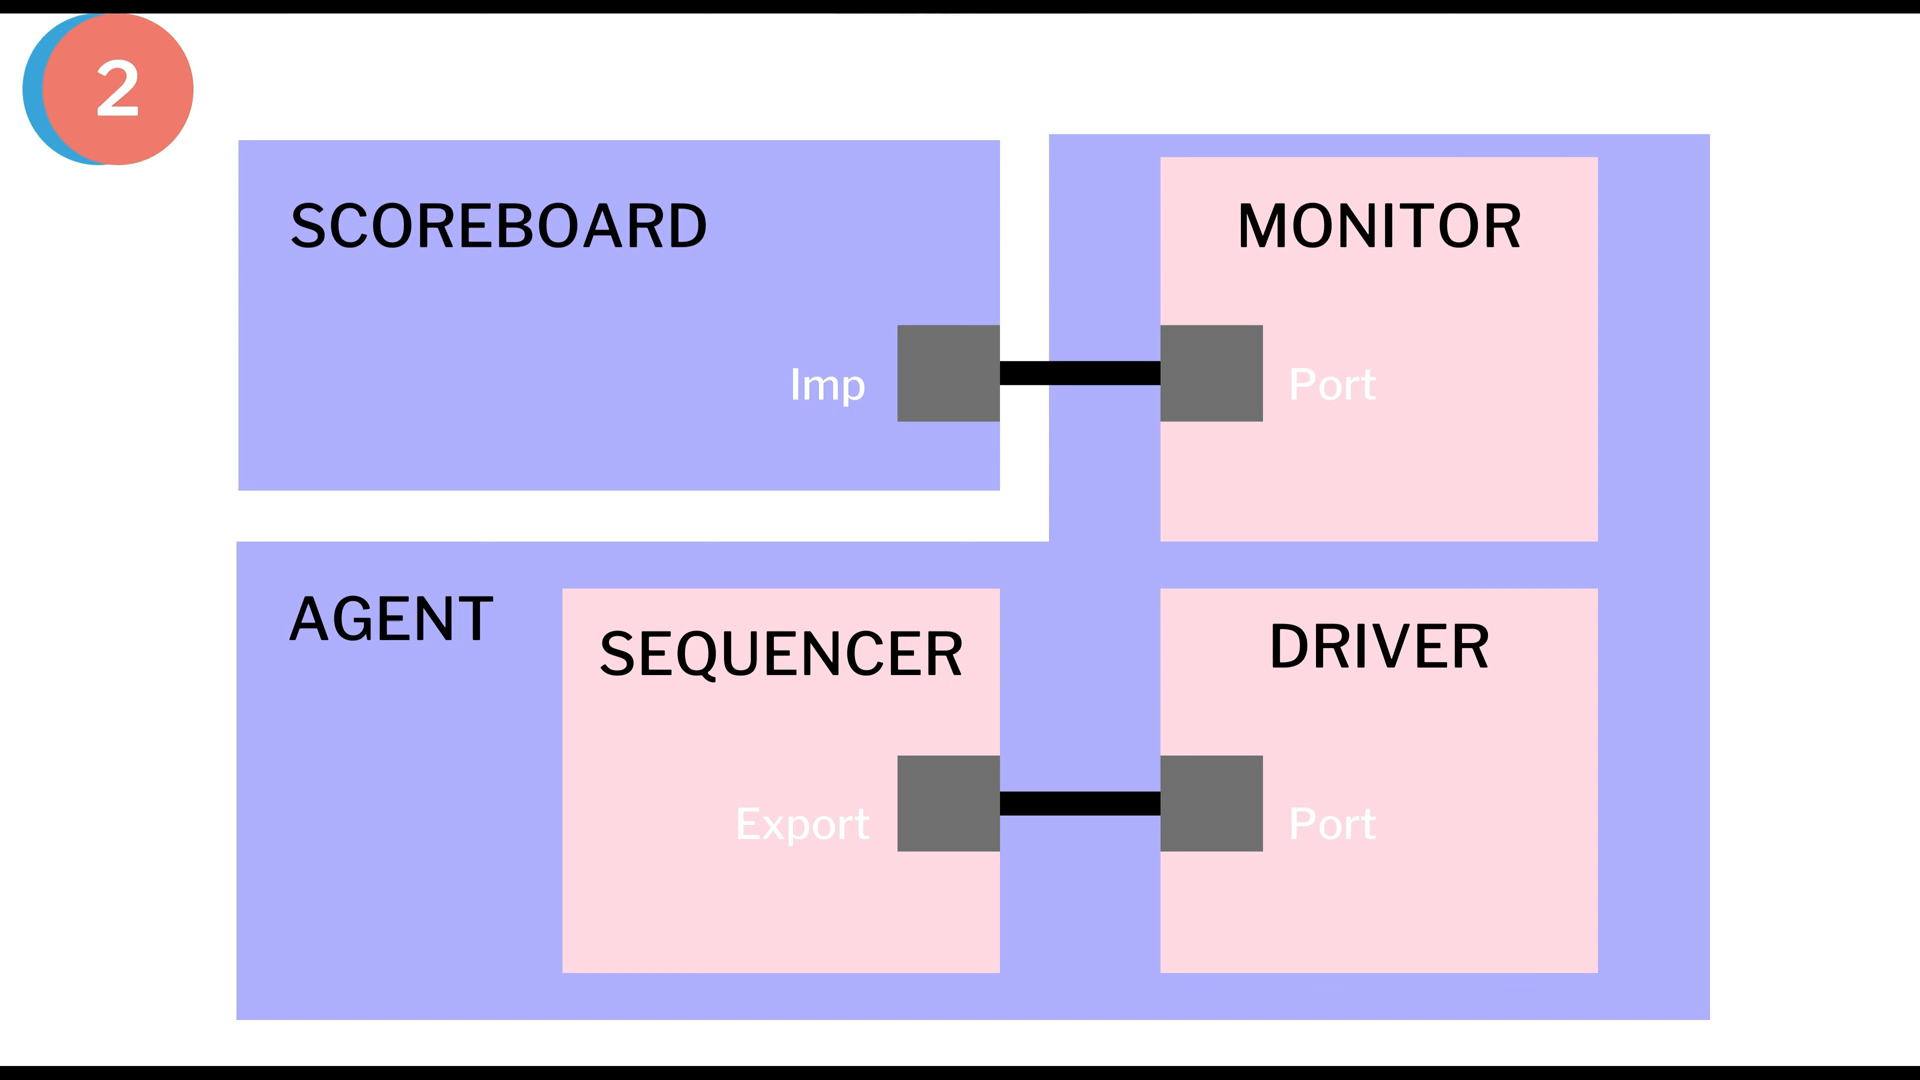 2
SCOREBOARD
MONITOR
Imp
Port
AGENT
SEQUENCER
DRIVER
Export
Port